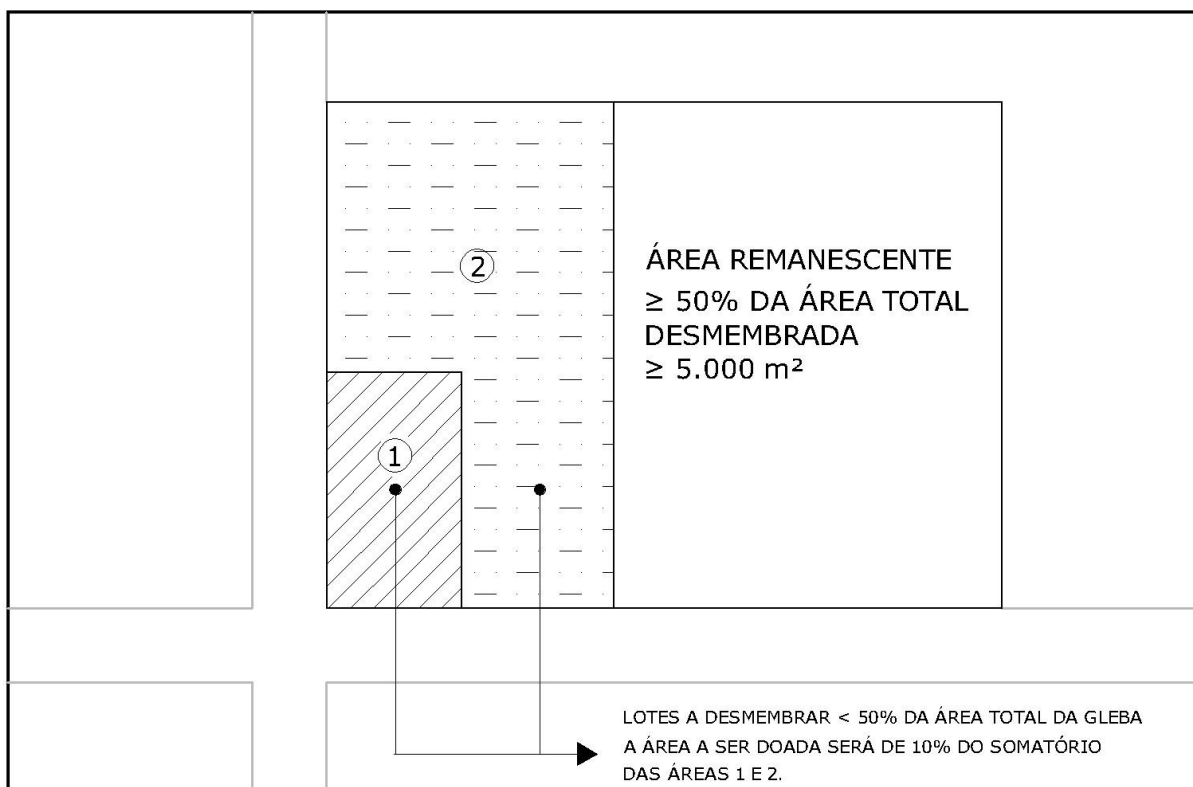 2
ÁREA REMANESCENTE
≥ 50% DA ÁREA TOTAL
DESMEMBRADA
≥ 5.000 m²
1
LOTES A DESMEMBRAR < 50% DA ÁREA TOTAL DA GLEBA
A ÁREA A SER DOADA SERÁ DE 10% DO SOMATÓRIO
DAS ÁREAS 1 E 2.